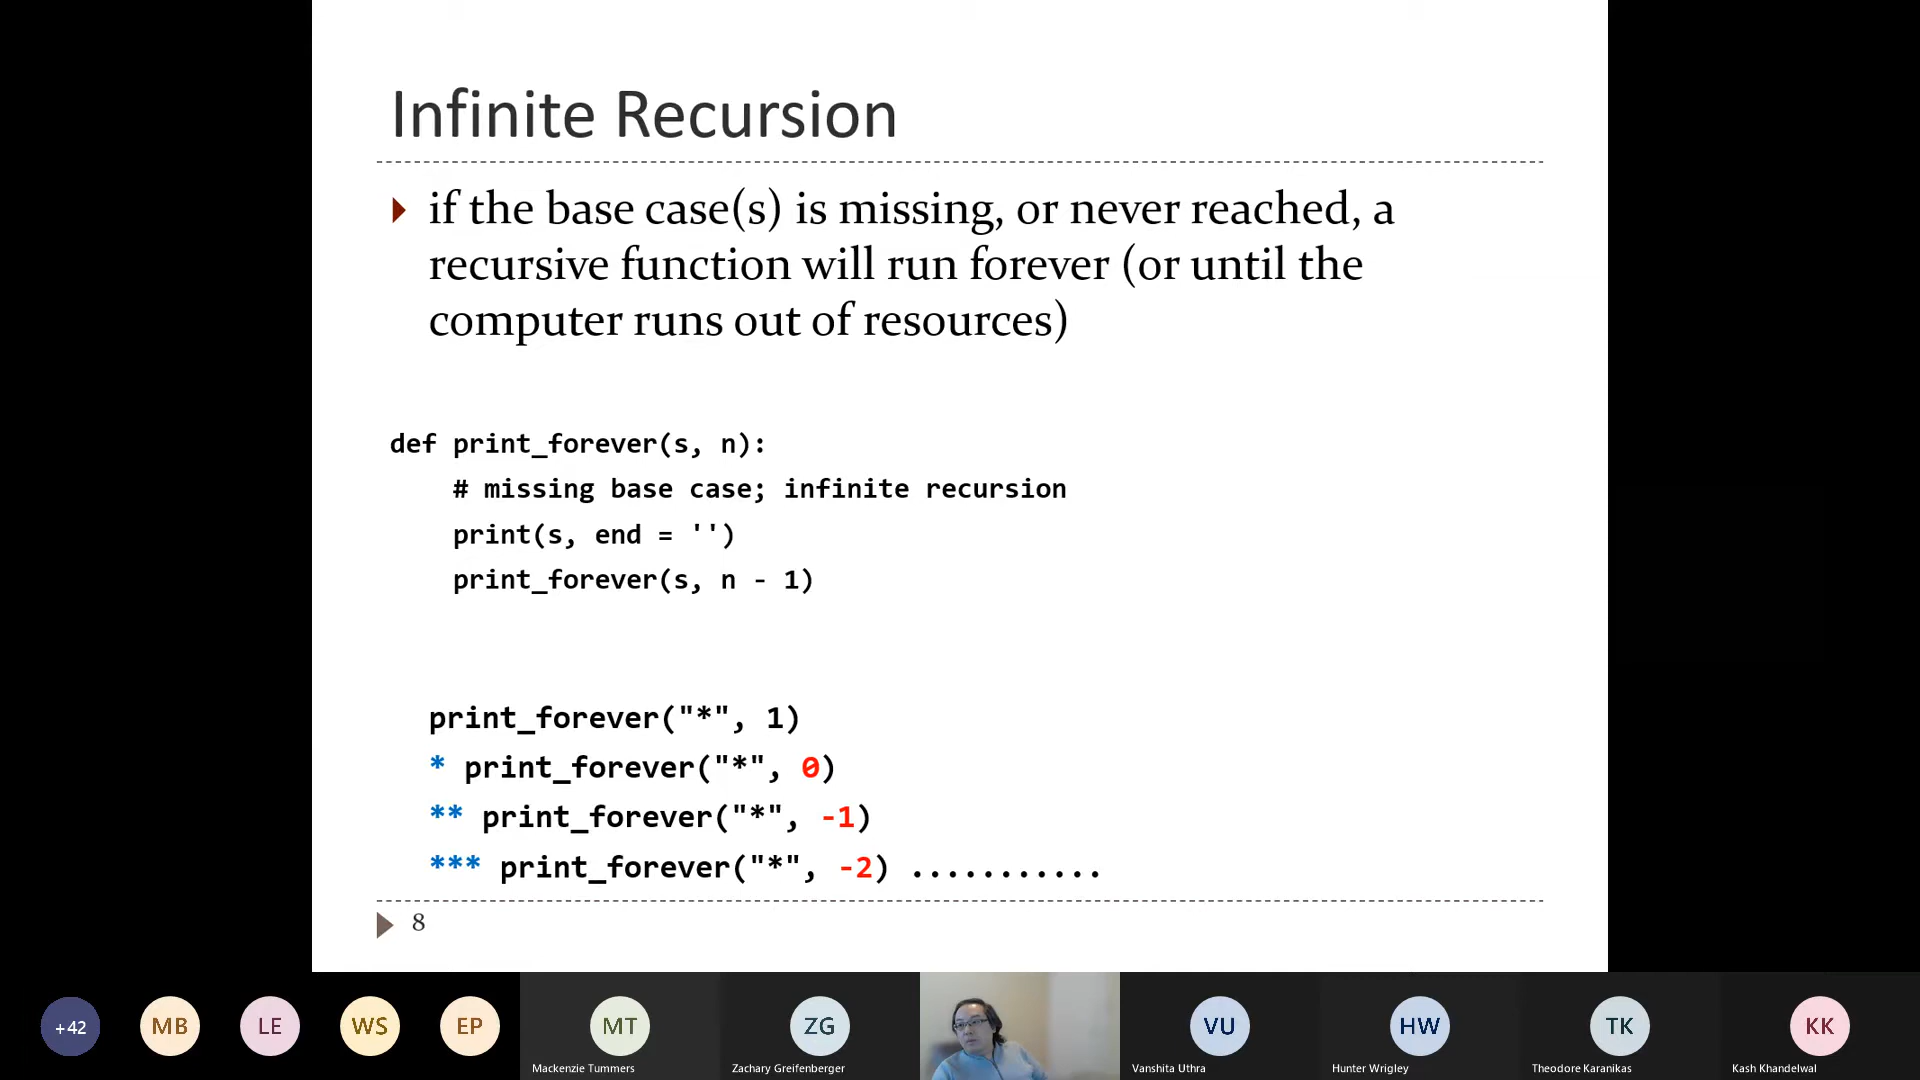 Infinite Recursion
if the base case(s) is missing, or never reached, a
recursive function will run forever (or until the
computer runs out of resources)
def print_forever(s, n):
    # missing base case; infinite recursion
    print(s, end = '')
    print_forever(s, n - 1)
print_forever("*", 1)
* print_forever("*", 0)
** print_forever("*", -1)
*** print_forever("*", -2) ...........
8
+42
MB
LE
WS
EP
MT
ZG
VU
HW
TK
KK
Mackenzie Tummers
Zachary Greifenberger
Vanshita Uthra
Hunter Wrigley
Theodore Karanikas
Kash Khandelwal